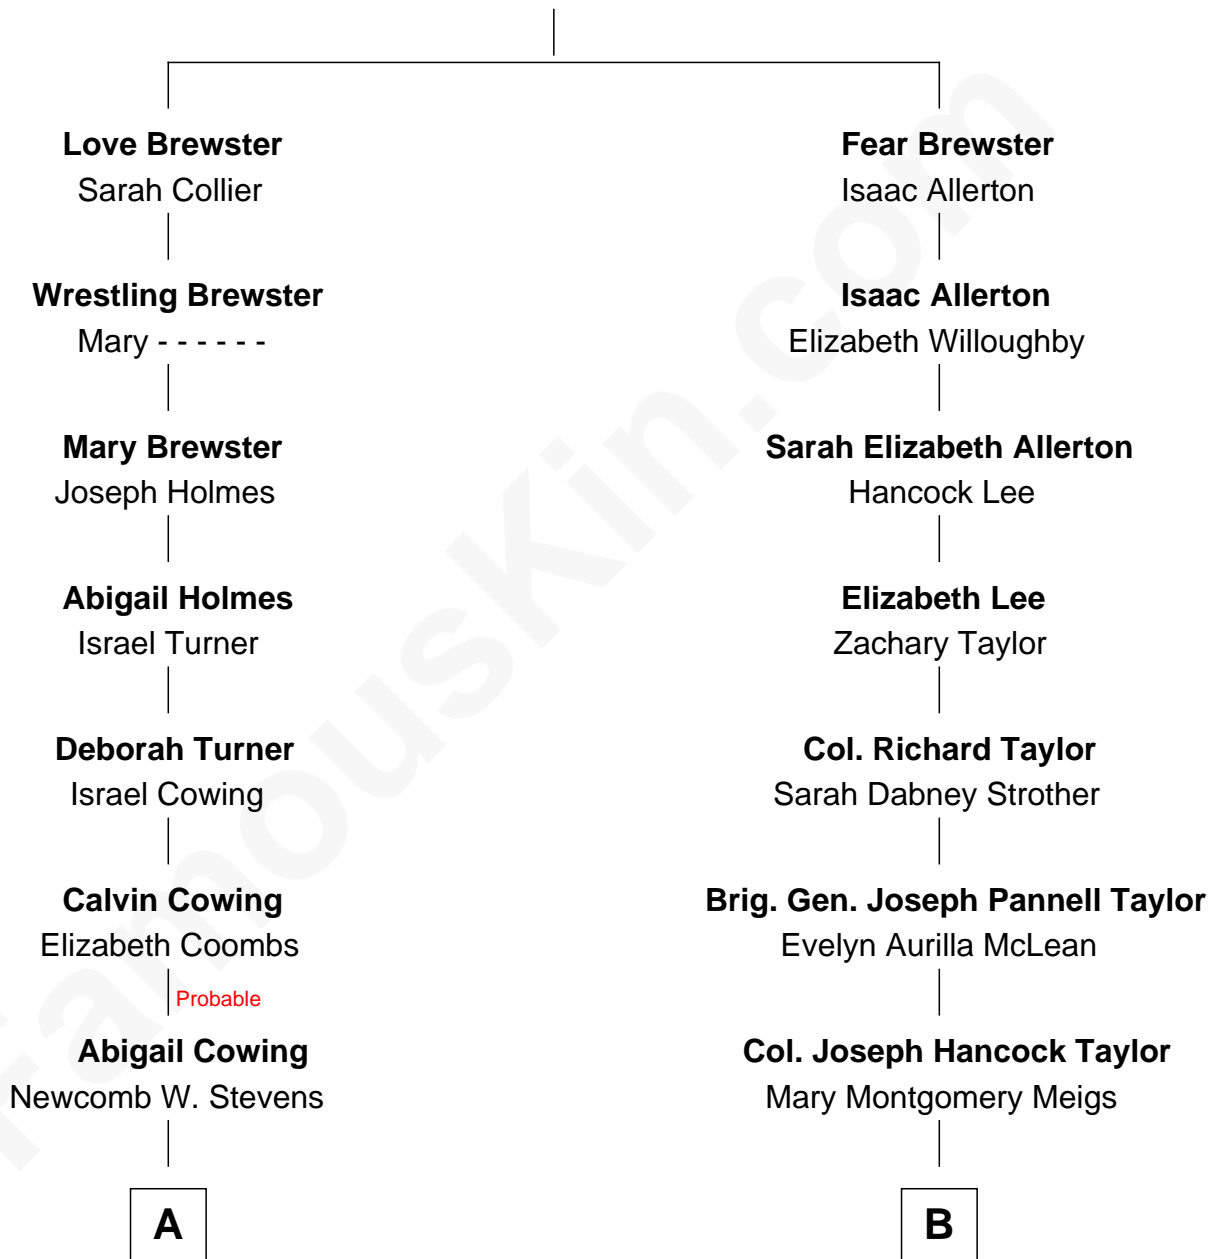 Love Brewster
Sarah Collier
Wrestling Brewster
Mary - - - - - -
Mary Brewster
Joseph Holmes
Abigail Holmes
Israel Turner
Deborah Turner
Israel Cowing
Calvin Cowing
Elizabeth Coombs
Probable
Abigail Cowing
Newcomb W. Stevens
A
Fear Brewster
Isaac Allerton
Isaac Allerton
Elizabeth Willoughby
Sarah Elizabeth Allerton
Hancock Lee
Elizabeth Lee
Zachary Taylor
Col. Richard Taylor
Sarah Dabney Strother
Brig. Gen. Joseph Pannell Taylor
Evelyn Aurilla McLean
Col. Joseph Hancock Taylor
Mary Montgomery Meigs
B
FamousKin.com